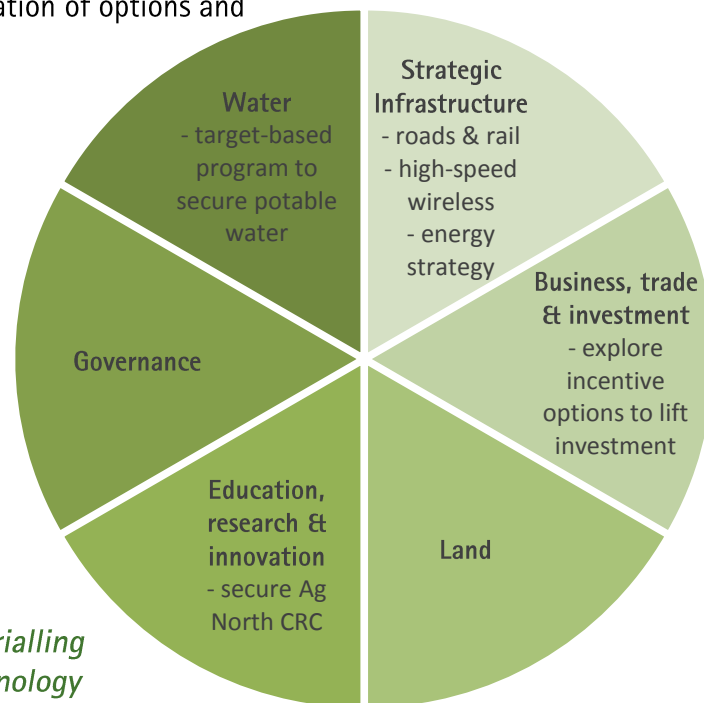 ation of options and
Water
- target-based
program to
secure potable
water
Strategic
Infrastructure
- roads & rail
- high-speed
wireless
- energy
strategy
Business, trade
& investment
- explore
incentive
options to lift
investment
Land
Education,
research &
innovation
- secure Ag
North CRC
Governance
rialling
nology